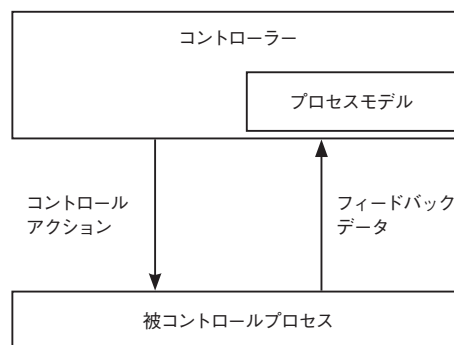 コントローラー
プロセスモデル
コントロール
アクション
フィードバック
データ
被コントロールプロセス